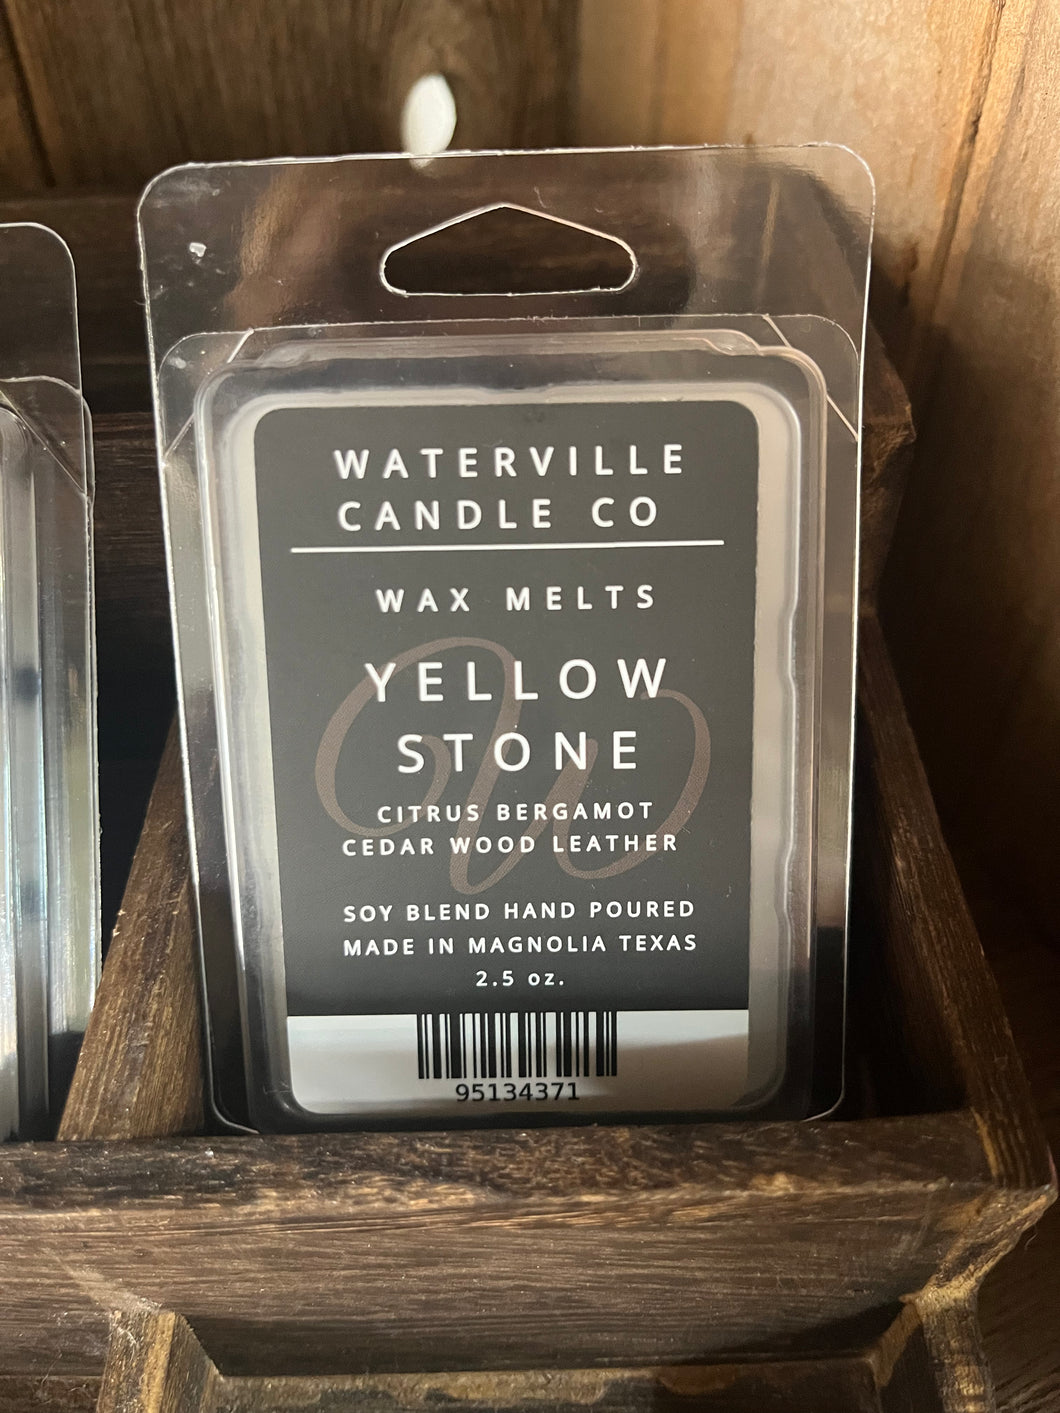 WATERVILLE
CANDLE CO
WAX MELTS
YELLOW
STONE
CITRUS BERGAMOT
CEDAR WOOD LEATHER
SOY BLEND HAND POURED
MADE IN MAGNOLIA TEXAS
2.5 oz.
95134371